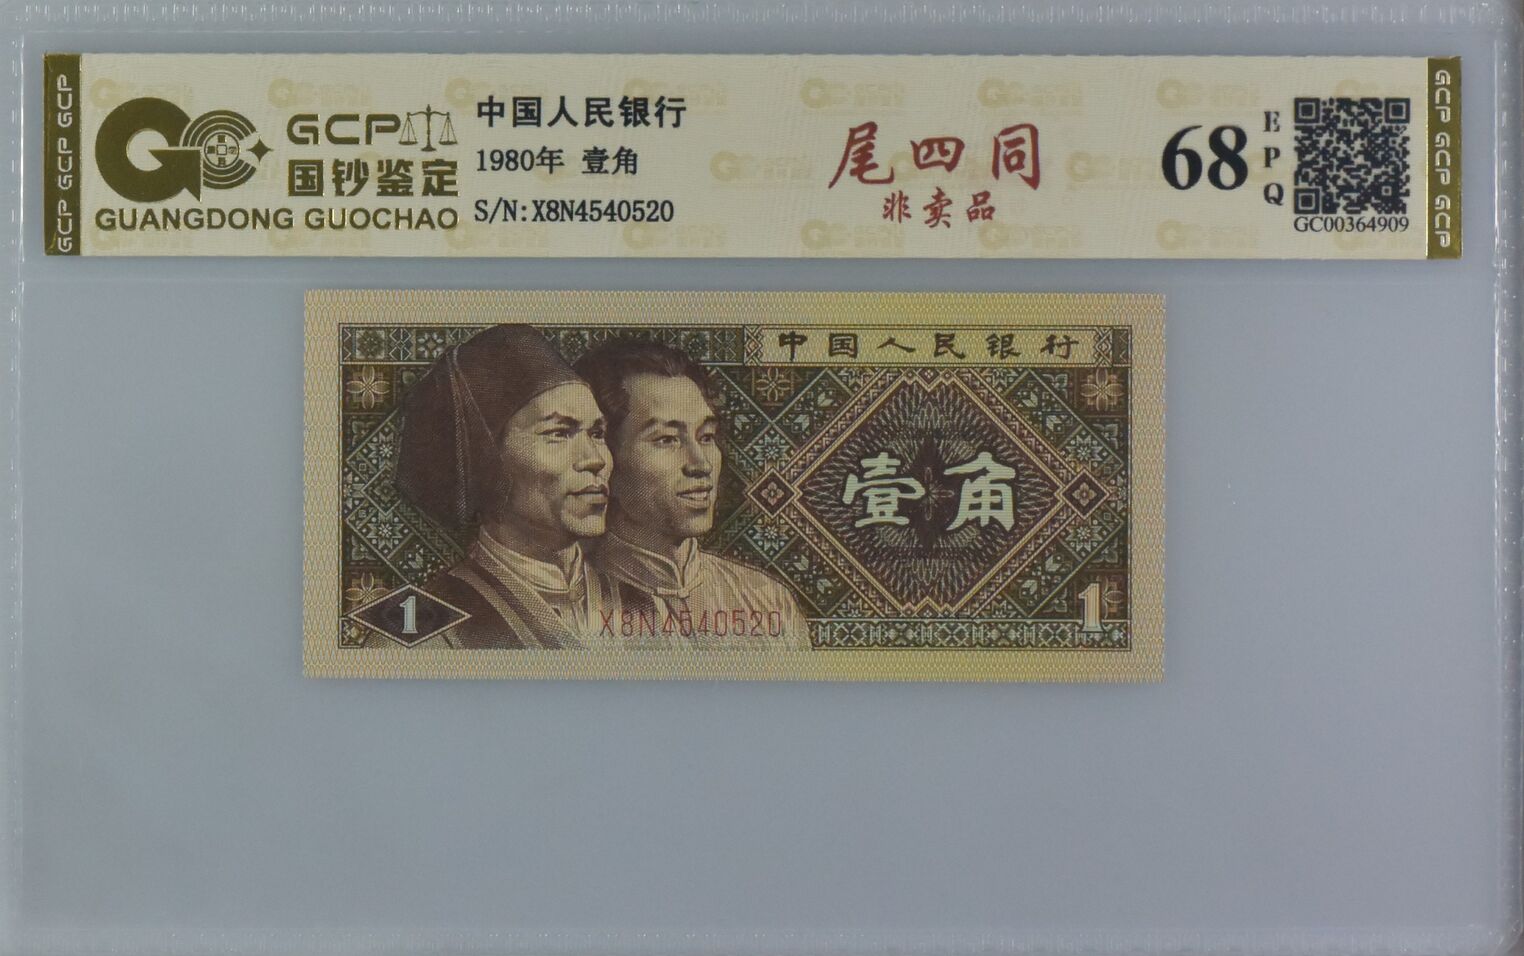 GCP GCP GCP
GCP
国钞鉴定
GUANGDONG GUOCHAO
中国人民银行
1980年 壹角
S/N:X8N4540520
尾四同
非卖品
68
EPQ
GC00364909
GCP GCP GCP
中国人民银行
壹角
1
X8N4540520
1